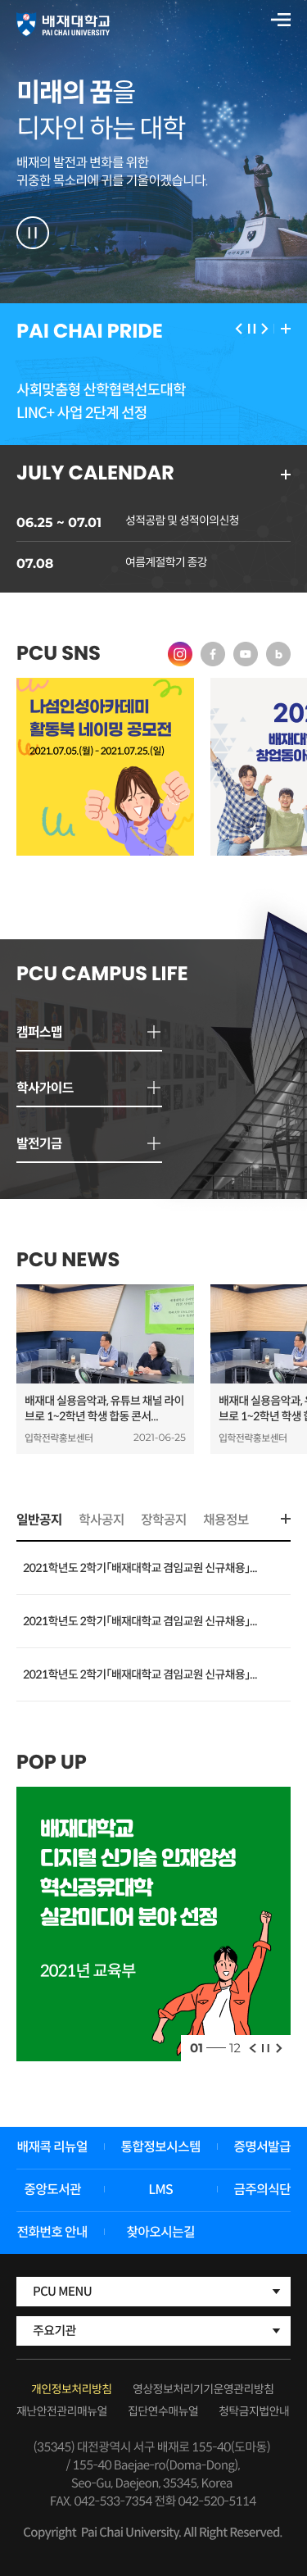 배재대학교
PAI CHAI UNIVERSITY
미래의 꿈을
디자인 하는 대학
배재의 발전과 변화를 위한
귀중한 목소리에 귀를 기울이겠습니다.
PAI CHAI PRIDE
사회맞춤형 산학협력선도대학
LINC+ 사업 2단계 선정
JULY CALENDAR
06.25 ~ 07.01 성적공람 및 성적이의신청
07.08 여름계절학기 종강
PCU SNS
나섬인성아카데미
활동복 네이밍 공모전
2021.07.05.(월) - 2021.07.25.(일)
202
배재대
창업동아
PCU CAMPUS LIFE
캠퍼스맵
학사가이드
발전기금
PCU NEWS
배재대 실용음악과, 유튜브 채널 라이
브로 1~2학년 학생 합동 콘서...
입학전략홍보센터 2021-06-25
배재대 실용음악과,
브로 1~2학년 학생 합
입학전략홍보센터
일반공지 학사공지 장학공지 채용정보
2021학년도 2학기「배재대학교 겸임교원 신규채용」...
2021학년도 2학기「배재대학교 겸임교원 신규채용」...
2021학년도 2학기「배재대학교 겸임교원 신규채용」...
POP UP
배재대학교
디지털 신기술 인재양성
혁신공유대학
실감미디어 분야 선정
2021년 교육부
01 12
배재콕 리뉴얼 통합정보시스템 증명서발급
중앙도서관 LMS 금주의식단
전화번호 안내 찾아오시는길
PCU MENU
주요기관
개인정보처리방침 영상정보처리기기운영관리방침
재난안전관리매뉴얼 집단연수매뉴얼 청탁금지법안내
(35345) 대전광역시 서구 배재로 155-40(도마동)
/ 155-40 Baejae-ro(Doma-Dong),
Seo-Gu, Daejeon, 35345, Korea
FAX. 042-533-7354 전화 042-520-5114
Copyright Pai Chai University. All Right Reserved.